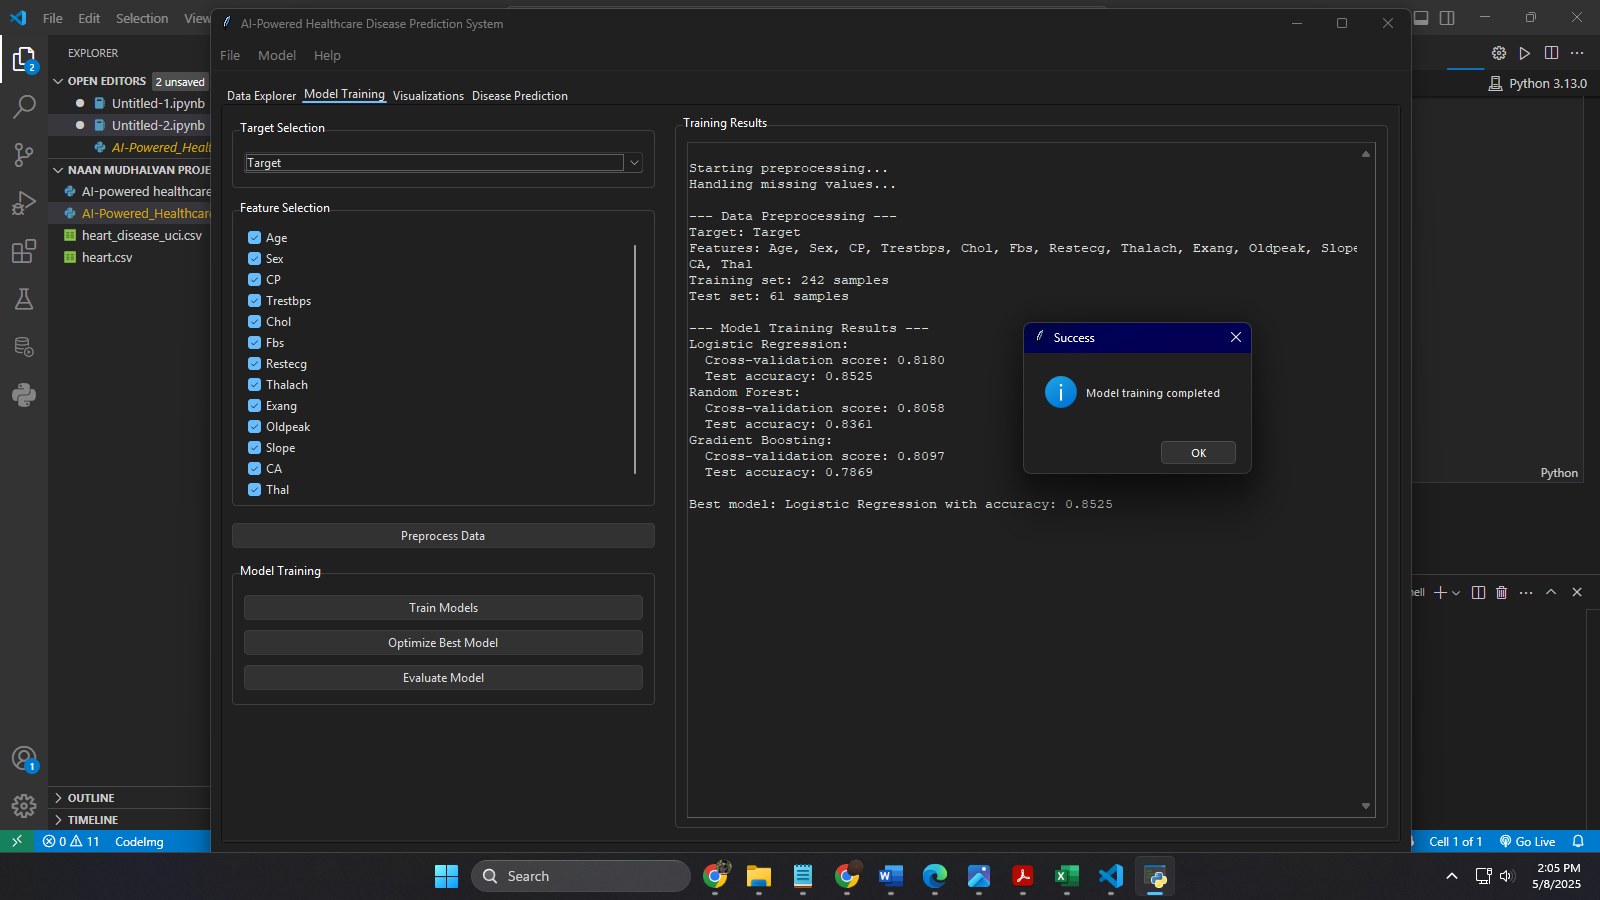 File Edit Selection View
AI-Powered Healthcare Disease Prediction System
File Model Help
EXPLORER
OPEN EDITORS 2 unsaved
Untitled-1.ipynb
Untitled-2.ipynb
AI-Powered_Healt
NAAN MUDHALVAN PROJE
AI-powered healthcare
AI-Powered_Healthcar
heart_disease_uci.csv
heart.csv
OUTLINE
TIMELINE
2
1
Data Explorer Model Training Visualizations Disease Prediction
Target Selection
Target
Feature Selection
Age
Sex
CP
Trestbps
Chol
Fbs
Restecg
Thalach
Exang
Oldpeak
Slope
CA
Thal
Preprocess Data
Model Training
Train Models
Optimize Best Model
Evaluate Model
Training Results
Starting preprocessing...
Handling missing values...
--- Data Preprocessing ---
Target: Target
Features: Age, Sex, CP, Trestbps, Chol, Fbs, Restecg, Thalach, Exang, Oldpeak, Slope
CA, Thal
Training set: 242 samples
Test set: 61 samples
--- Model Training Results ---
Logistic Regression:
Cross-validation score: 0.8180
Test accuracy: 0.8525
Random Forest:
Cross-validation score: 0.8058
Test accuracy: 0.8361
Gradient Boosting:
Cross-validation score: 0.8097
Test accuracy: 0.7869
Best model: Logistic Regression with accuracy: 0.8525
Success
Model training completed
OK
Python 3.13.0
Python
ell
0 11 CodeImg
Cell 1 of 1 Go Live
Search
2:05 PM
5/8/2025